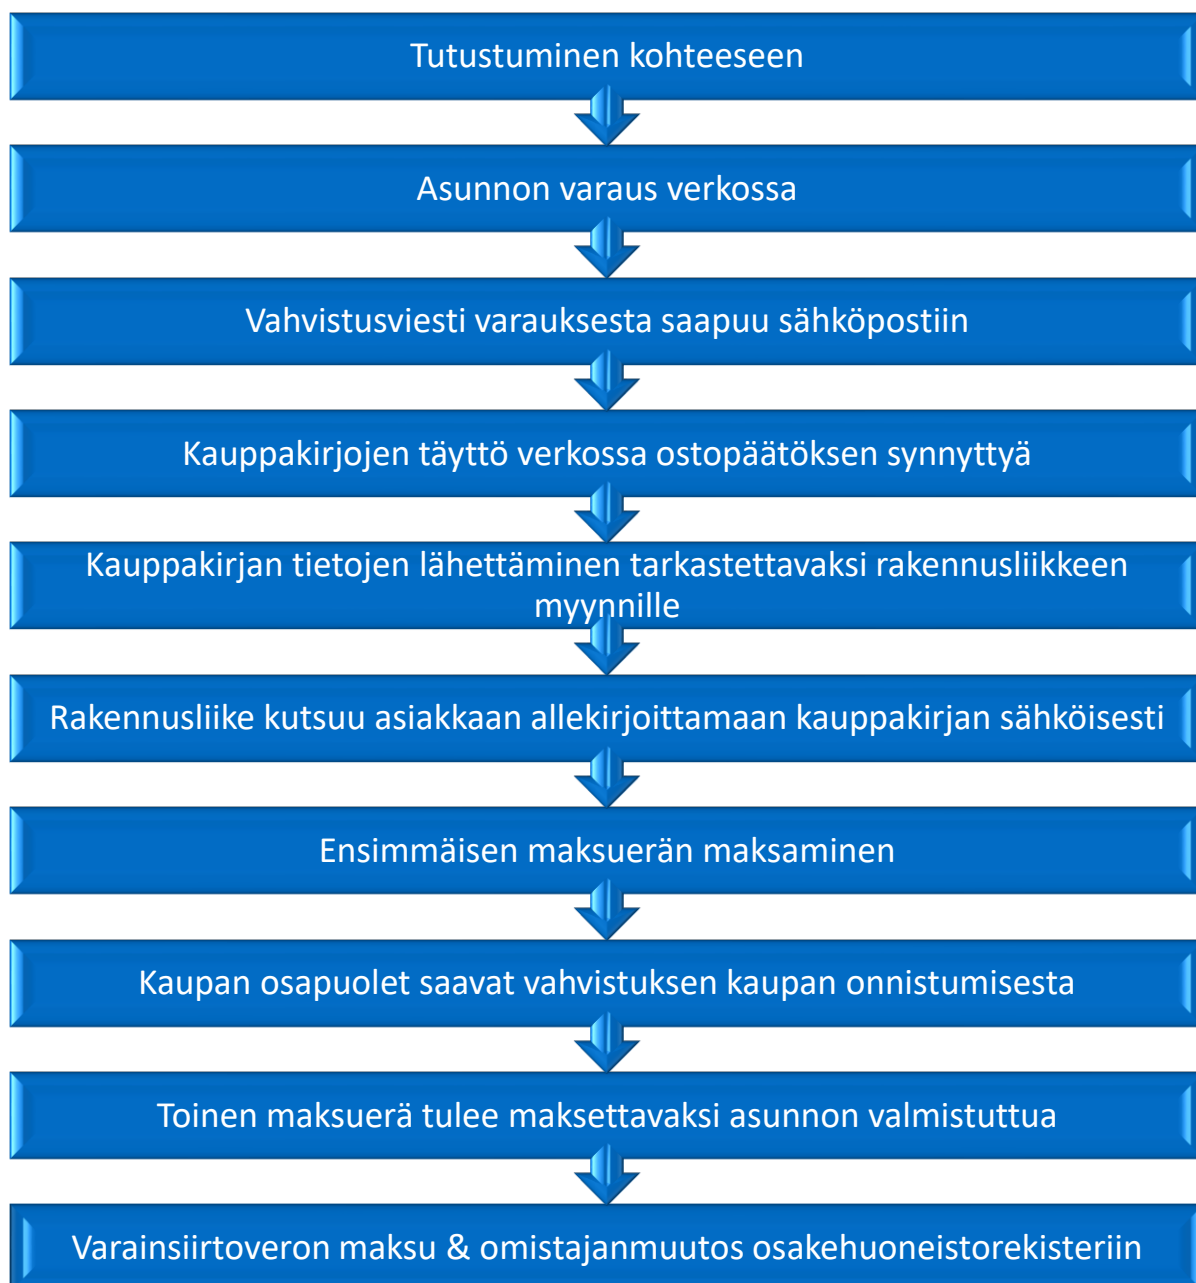 Tutustuminen kohteeseen
Asunnon varaus verkossa
Vahvistusviesti varauksesta saapuu sähköpostiin
Kauppakirjojen täyttö verkossa ostopäätöksen synnyttyä
Kauppakirjan tietojen lähettäminen tarkastettavaksi rakennusliikkeen
myynnille
Rakennusliike kutsuu asiakkaan allekirjoittamaan kauppakirjan sähköisesti
Ensimmäisen maksuerän maksaminen
Kaupan osapuolet saavat vahvistuksen kaupan onnistumisesta
Toinen maksuerä tulee maksettavaksi asunnon valmistuttua
Varainsiirtoveron maksu & omistajanmuutos osakehuoneistorekisteriin